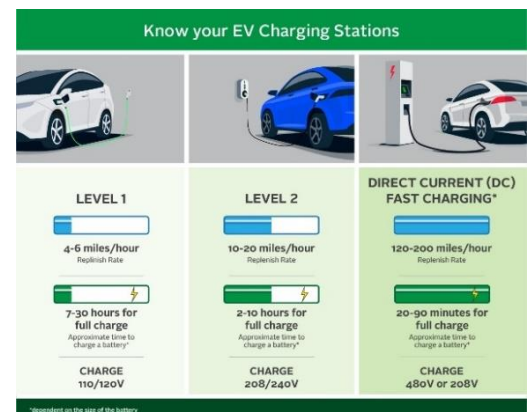 Know your EV Charging Stations
LEVEL 1
4-6 miles/hour
Replinish Rate
7-30 hours for
full charge
Approximate time to
charge a battery*
CHARGE
110/120V
LEVEL 2
10-20 miles/hour
Replenish Rate
2-10 hours for
full charge
Approximate time to
charge a battery*
CHARGE
208/240V
DIRECT CURRENT (DC)
FAST CHARGING*
120-200 miles/hour
Replenish Rate
20-90 minutes for
full charge
Approximate time to
charge a battery*
CHARGE
480V or 208V
*dependent on the size of the battery